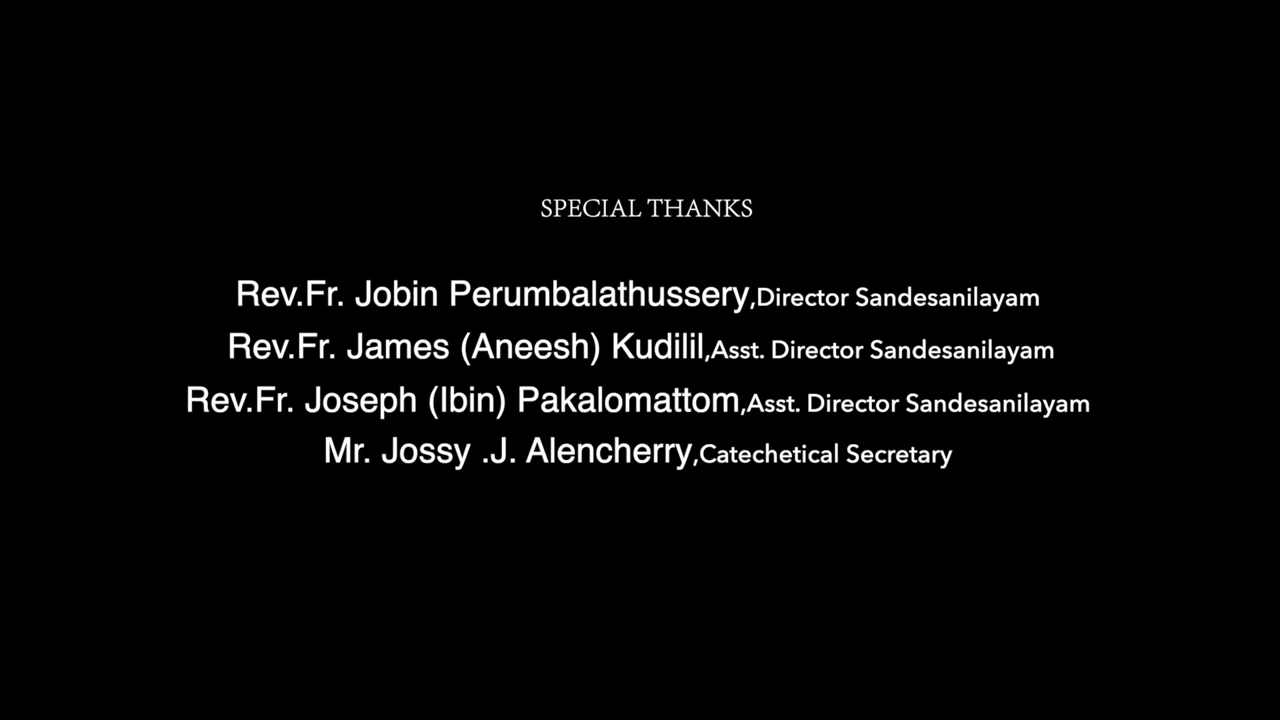 SPECIAL THANKS
Rev.Fr. Jobin Perumbalathussery,Director Sandesanilayam
Rev.Fr. James (Aneesh) Kudilil,Asst. Director Sandesanilayam
Rev.Fr. Joseph (Ibin) Pakalomattom,Asst. Director Sandesanilayam
Mr. Jossy .J. Alencherry,Catechetical Secretary